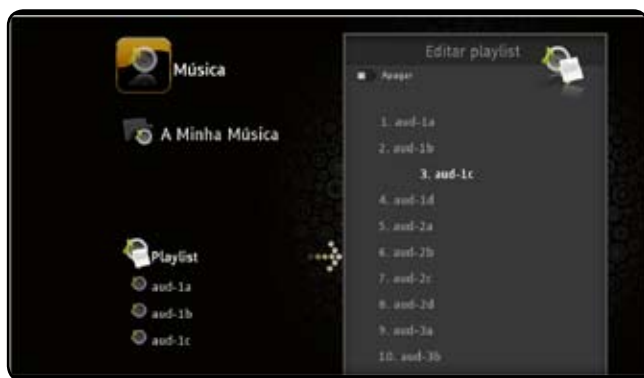 Música
A Minha Música
Playlist
aud-1a
aud-1b
aud-1c
Editar playlist
Apagar
1. aud-1a
2. aud-1b
3. aud-1c
4. aud-1d
5. aud-2a
6. aud-2b
7. aud-2c
8. aud-2d
9. aud-3a
10. aud-3b